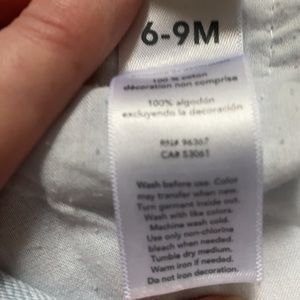 6-9M
100 % coton
décoration non comprise
100% algodón
excluyendo la decoración
RN# 96367
CA# 53061
Wash before use. Color
may transfer when new.
Turn garment inside out.
Wash with like colors.
Machine wash cold.
Use only non-chlorine
bleach when needed.
Tumble dry medium.
Warm iron if needed.
Do not iron decoration.